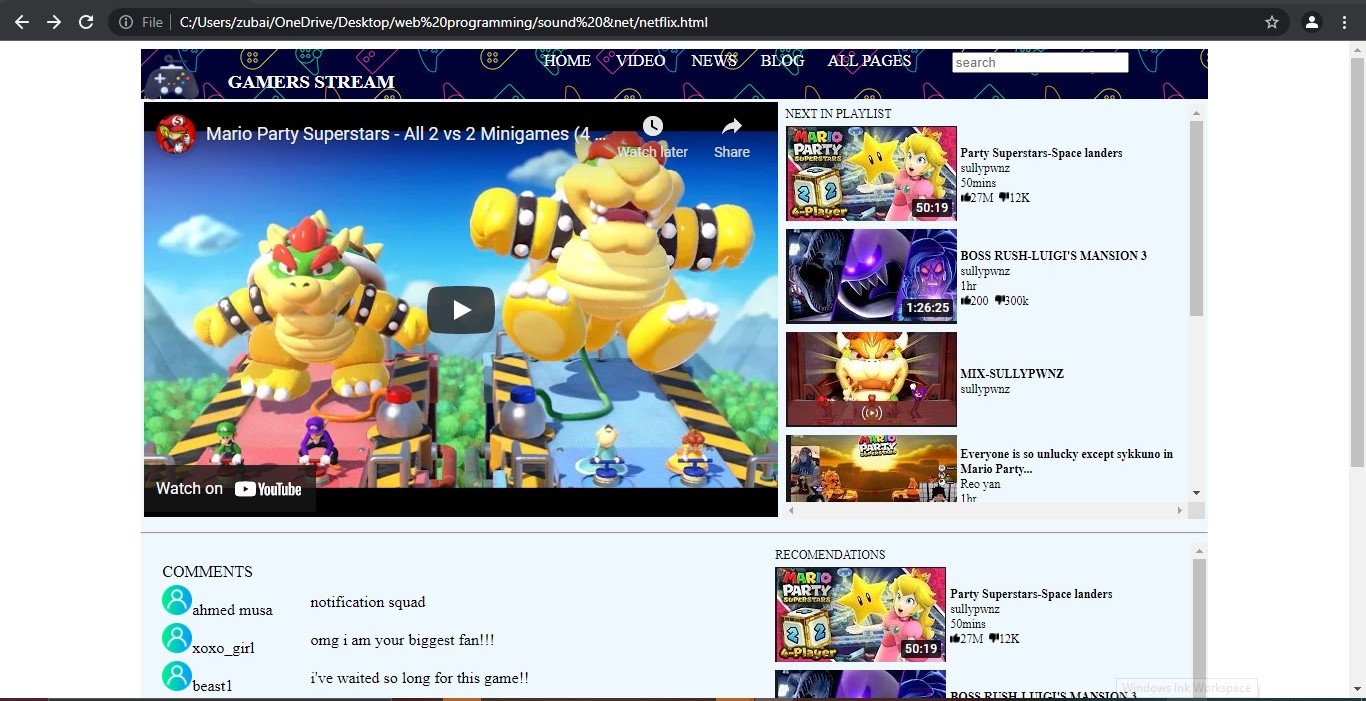 File C:/Users/zubai/OneDrive/Desktop/web%20programming/sound%20&net/netflix.html
GAMERS STREAM
HOME VIDEO NEWS BLOG ALL PAGES
search
Mario Party Superstars - All 2 vs 2 Minigames (4 ...
Watch later
Share
Watch on YouTube
NEXT IN PLAYLIST
MARIO
PARTY
SUPERSTARS
2 2
4-Player
50:19
Party Superstars-Space landers
sullypwnz
50mins
27M 12K
1:26:25
BOSS RUSH-LUIGI'S MANSION 3
sullypwnz
1hr
200 300k
MIX-SULLYPWNZ
sullypwnz
MARIO
PARTY
Everyone is so unlucky except sykkuno in
Mario Party...
Reo yan
1hr
COMMENTS
ahmed musa notification squad
xoxo_girl omg i am your biggest fan!!!
beast1 i've waited so long for this game!!
RECOMENDATIONS
MARIO
PARTY
SUPERSTARS
2 2
4-Player
50:19
Party Superstars-Space landers
sullypwnz
50mins
27M 12K
BOSS RUSH-LUIGI'S MANSION 3
Windows Ink Workspace